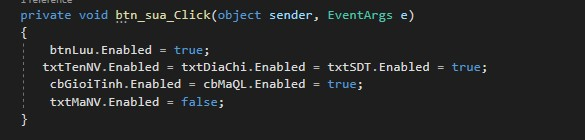 1 reference
private void btn_sua_Click(object sender, EventArgs e)
{
btnLuu.Enabled = true;
txtTenNV.Enabled = txtDiaChi.Enabled = txtSDT.Enabled = true;
cbGioiTinh.Enabled = cbMaQL.Enabled = true;
txtMaNV.Enabled = false;
}